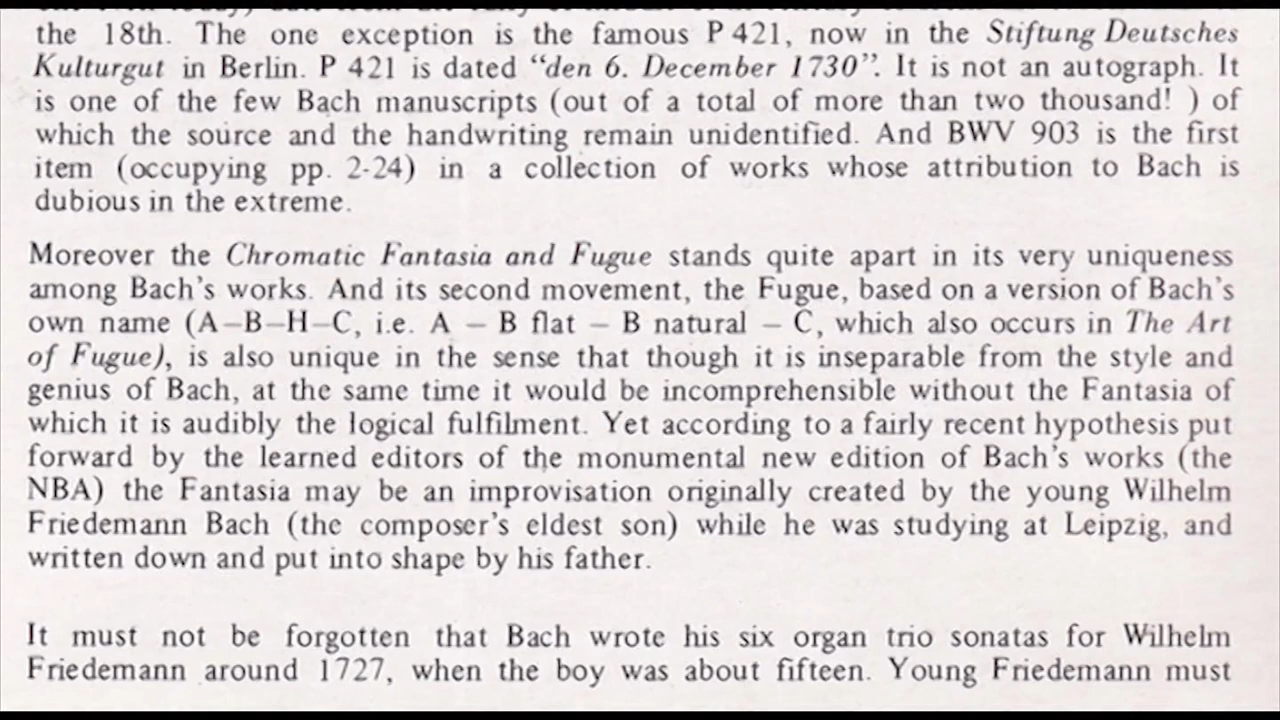 the 18th. The one exception is the famous P 421, now in the Stiftung Deutsches
Kulturgut in Berlin. P 421 is dated “den 6. December 1730”. It is not an autograph. It
is one of the few Bach manuscripts (out of a total of more than two thousand! ) of
which the source and the handwriting remain unidentified. And BWV 903 is the first
item (occupying pp. 2-24) in a collection of works whose attribution to Bach is
dubious in the extreme.
Moreover the Chromatic Fantasia and Fugue stands quite apart in its very uniqueness
among Bach’s works. And its second movement, the Fugue, based on a version of Bach’s
own name (A–B–H–C, i.e. A – B flat – B natural – C, which also occurs in The Art
of Fugue), is also unique in the sense that though it is inseparable from the style and
genius of Bach, at the same time it would be incomprehensible without the Fantasia of
which it is audibly the logical fulfilment. Yet according to a fairly recent hypothesis put
forward by the learned editors of the monumental new edition of Bach’s works (the
NBA) the Fantasia may be an improvisation originally created by the young Wilhelm
Friedemann Bach (the composer’s eldest son) while he was studying at Leipzig, and
written down and put into shape by his father.
It must not be forgotten that Bach wrote his six organ trio sonatas for Wilhelm
Friedemann around 1727, when the boy was about fifteen. Young Friedemann must